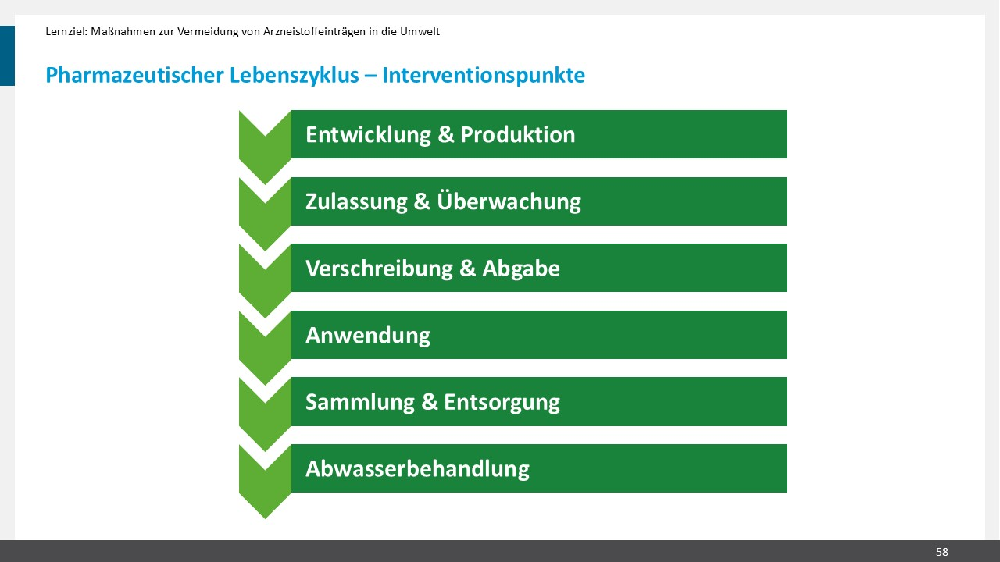 Lernziel: Maßnahmen zur Vermeidung von Arzneistoffeinträgen in die Umwelt
Pharmazeutischer Lebenszyklus – Interventionspunkte
Entwicklung & Produktion
Zulassung & Überwachung
Verschreibung & Abgabe
Anwendung
Sammlung & Entsorgung
Abwasserbehandlung
58